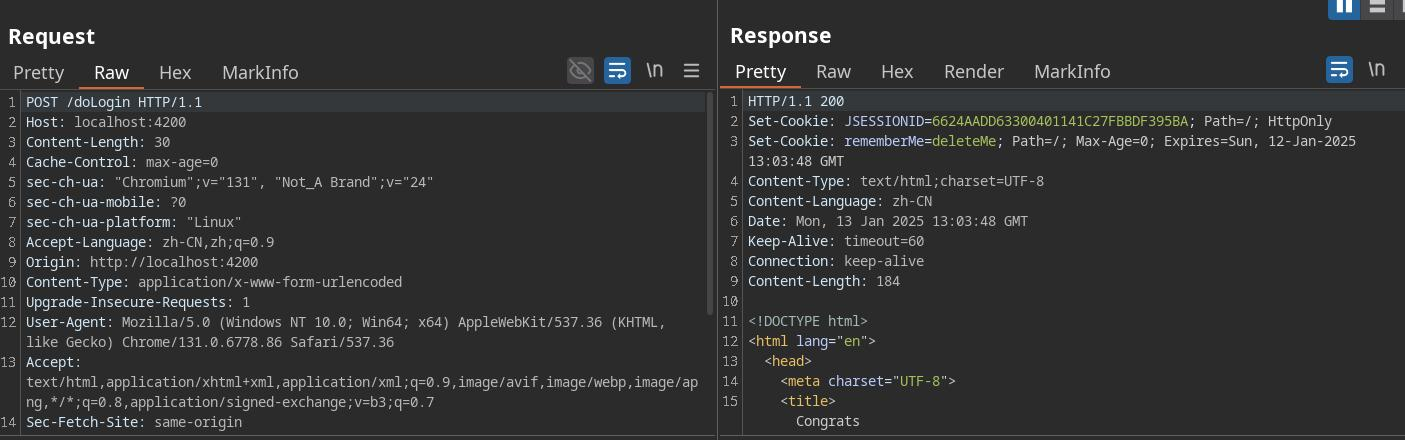 Request
Pretty Raw Hex MarkInfo \n
1 POST /doLogin HTTP/1.1
2 Host: localhost:4200
3 Content-Length: 30
4 Cache-Control: max-age=0
5 sec-ch-ua: "Chromium";v="131", "Not_A Brand";v="24"
6 sec-ch-ua-mobile: ?0
7 sec-ch-ua-platform: "Linux"
8 Accept-Language: zh-CN,zh;q=0.9
9 Origin: http://localhost:4200
10 Content-Type: application/x-www-form-urlencoded
11 Upgrade-Insecure-Requests: 1
12 User-Agent: Mozilla/5.0 (Windows NT 10.0; Win64; x64) AppleWebKit/537.36 (KHTML,
like Gecko) Chrome/131.0.6778.86 Safari/537.36
13 Accept:
text/html,application/xhtml+xml,application/xml;q=0.9,image/avif,image/webp,image/ap
ng,*/*;q=0.8,application/signed-exchange;v=b3;q=0.7
14 Sec-Fetch-Site: same-origin
Response
Pretty Raw Hex Render MarkInfo \n
1 HTTP/1.1 200
2 Set-Cookie: JSESSIONID=6624AADD63300401141C27FBBDF395BA; Path=/; HttpOnly
3 Set-Cookie: rememberMe=deleteMe; Path=/; Max-Age=0; Expires=Sun, 12-Jan-2025
13:03:48 GMT
4 Content-Type: text/html;charset=UTF-8
5 Content-Language: zh-CN
6 Date: Mon, 13 Jan 2025 13:03:48 GMT
7 Keep-Alive: timeout=60
8 Connection: keep-alive
9 Content-Length: 184
10
11 <!DOCTYPE html>
12 <html lang="en">
13 <head>
14 <meta charset="UTF-8">
15 <title>
Congrats